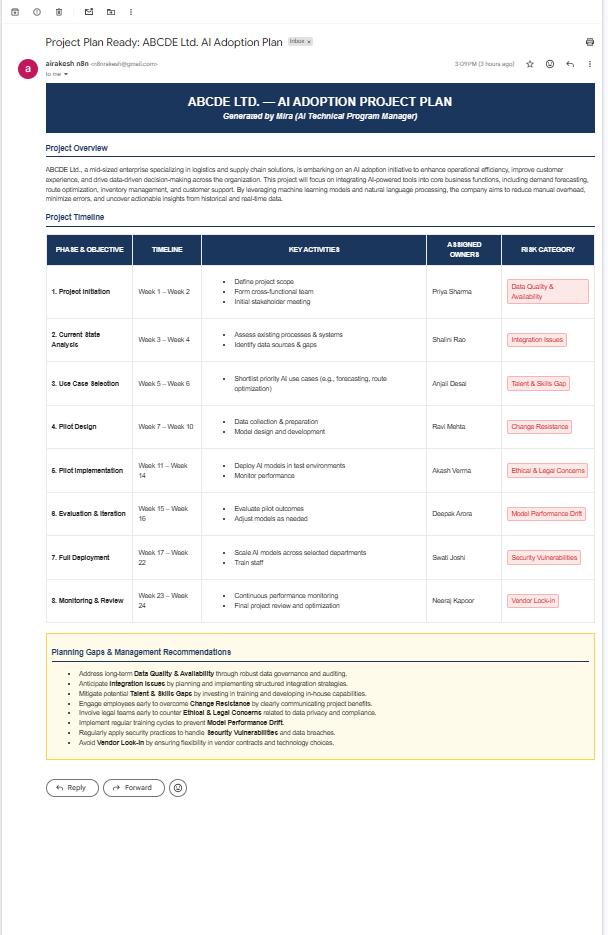 Project Plan Ready: ABCDE Ltd. AI Adoption Plan Inbox ×
a
airakesh n8n <n8nrakesh@gmail.com>
3:09 PM (3 hours ago)
to me
ABCDE LTD. — AI ADOPTION PROJECT PLAN
Generated by Mira (AI Technical Program Manager)
Project Overview
ABCDE Ltd., a mid-sized enterprise specializing in logistics and supply chain solutions, is embarking on an AI adoption initiative to enhance operational efficiency, improve customer
experience, and drive data-driven decision-making across the organization. This project will focus on integrating AI-powered tools into core business functions, including demand forecasting,
route optimization, inventory management, and customer support. By leveraging machine learning models and natural language processing, the company aims to reduce manual overhead,
minimize errors, and uncover actionable insights from historical and real-time data.
Project Timeline
PHASE & OBJECTIVE
TIMELINE
KEY ACTIVITIES
ASSIGNED
OWNERS
RISK CATEGORY
1. Project Initiation
Week 1 – Week 2
• Define project scope
• Form cross-functional team
• Initial stakeholder meeting
Priya Sharma
Data Quality &
Availability
2. Current State
Analysis
Week 3 – Week 4
• Assess existing processes & systems
• Identify data sources & gaps
Shalini Rao
Integration Issues
3. Use Case Selection
Week 5 – Week 6
• Shortlist priority AI use cases (e.g., forecasting, route
optimization)
Anjali Desai
Talent & Skills Gap
4. Pilot Design
Week 7 – Week 10
• Data collection & preparation
• Model design and development
Ravi Mehta
Change Resistance
5. Pilot Implementation
Week 11 – Week
14
• Deploy AI models in test environments
• Monitor performance
Akash Verma
Ethical & Legal Concerns
6. Evaluation & Iteration
Week 15 – Week
16
• Evaluate pilot outcomes
• Adjust models as needed
Deepak Arora
Model Performance Drift
7. Full Deployment
Week 17 – Week
22
• Scale AI models across selected departments
• Train staff
Swati Joshi
Security Vulnerabilities
8. Monitoring & Review
Week 23 – Week
24
• Continuous performance monitoring
• Final project review and optimization
Neeraj Kapoor
Vendor Lock-in
Planning Gaps & Management Recommendations
• Address long-term Data Quality & Availability through robust data governance and auditing.
• Anticipate Integration Issues by planning and implementing structured integration strategies.
• Mitigate potential Talent & Skills Gaps by investing in training and developing in-house capabilities.
• Engage employees early to overcome Change Resistance by clearly communicating project benefits.
• Involve legal teams early to counter Ethical & Legal Concerns related to data privacy and compliance.
• Implement regular training cycles to prevent Model Performance Drift.
• Regularly apply security practices to handle Security Vulnerabilities and data breaches.
• Avoid Vendor Lock-in by ensuring flexibility in vendor contracts and technology choices.
Reply
Forward